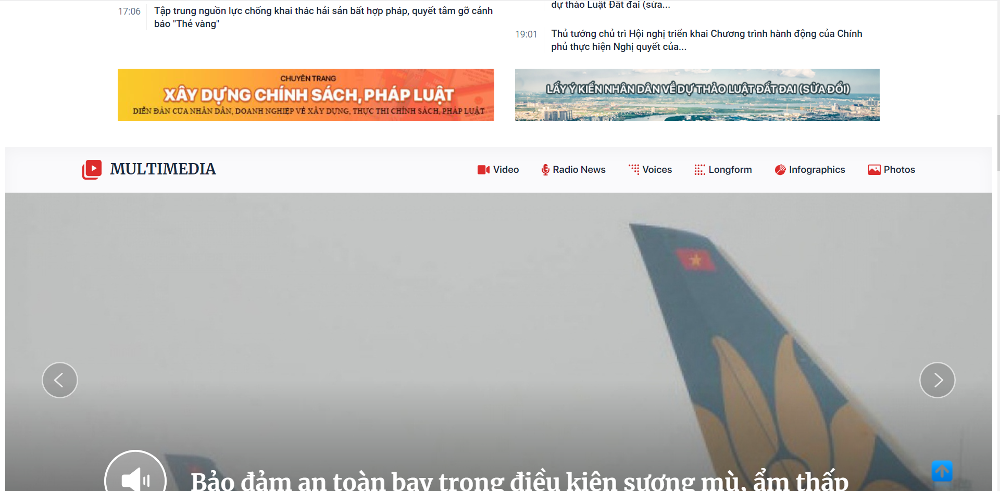 17:06
Tập trung nguồn lực chống khai thác hải sản bất hợp pháp, quyết tâm gỡ cảnh
báo "Thẻ vàng"
dự thảo Luật Đất đai (sửa...
19:01
Thủ tướng chủ trì Hội nghị triển khai Chương trình hành động của Chính
phủ thực hiện Nghị quyết của...
CHUYÊN TRANG
XÂY DỰNG CHÍNH SÁCH, PHÁP LUẬT
DIỄN ĐÀN CỦA NHÂN DÂN, DOANH NGHIỆP VỀ XÂY DỰNG, THỰC THI CHÍNH SÁCH, PHÁP LUẬT
LẤY Ý KIẾN NHÂN DÂN VỀ DỰ THẢO LUẬT ĐẤT ĐAI (SỬA ĐỔI)
MULTIMEDIA
Video
Radio News
Voices
Longform
Infographics
Photos
Bảo đảm an toàn bay trong điều kiện sương mù, ẩm thấp